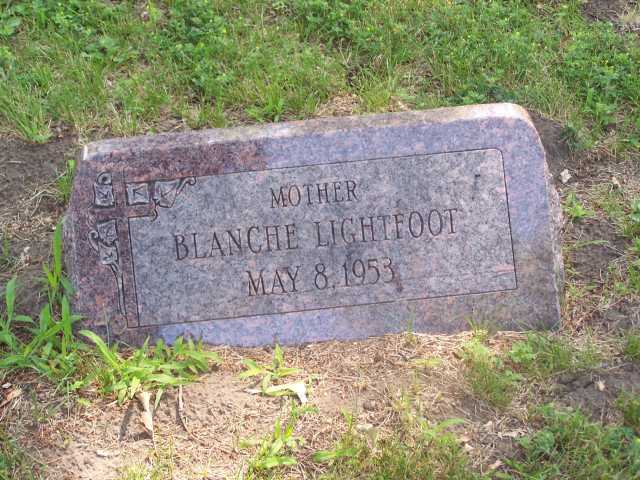 MOTHER
BLANCHE LIGHTFOOT
MAY 8, 1953